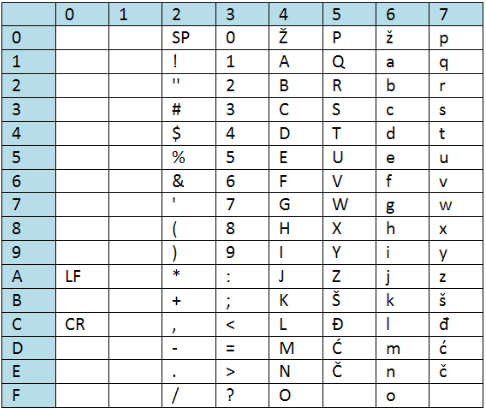 0 1 2 3 4 5 6 7
0 SP 0 Ž P ž p
1 ! 1 A Q a q
2 " 2 B R b r
3 # 3 C S c s
4 $ 4 D T d t
5 % 5 E U e u
6 & 6 F V f v
7 ' 7 G W g w
8 ( 8 H X h x
9 ) 9 I Y i y
A LF * : J Z j z
B + ; K Š k š
C CR , < L Đ l đ
D - = M Ć m ć
E . > N Č n č
F / ? O o